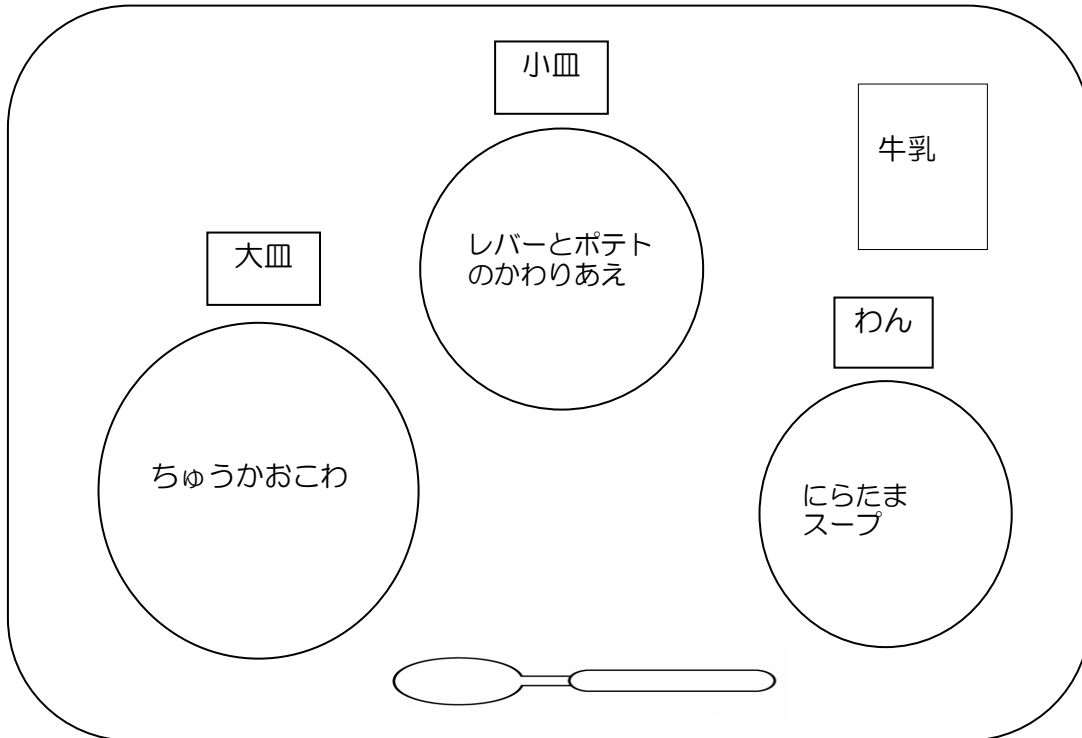 小皿
牛乳
レバーとポテト
のかわりあえ
大皿
わん
ちゅうかおこわ
にらたま
スープ